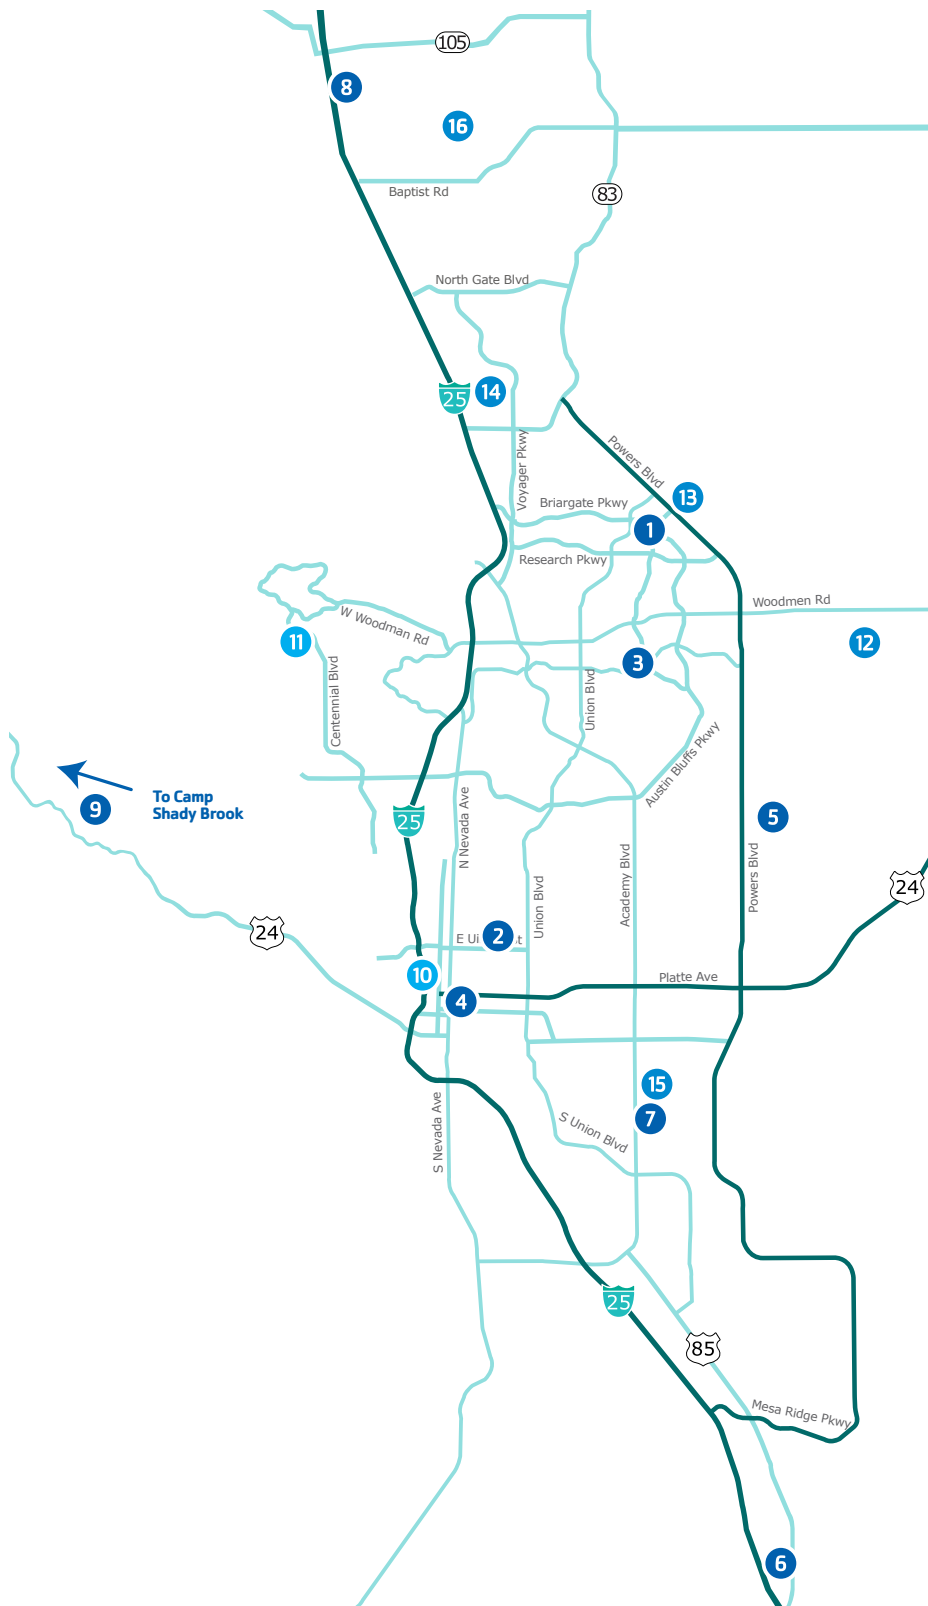 105
8
16
Baptist Rd
83
North Gate Blvd
25
14
Powers Blvd
Voyager Pkwy
13
Briargate Pkwy
1
Research Pkwy
Woodmen Rd
W Woodman Rd
11
12
3
Centennial Blvd
Union Blvd
Austin Bluffs Pkwy
To Camp
Shady Brook
9
25
N Nevada Ave
5
Academy Blvd
Powers Blvd
24
Union Blvd
24
2
10
Platte Ave
4
15
7
S Union Blvd
S Nevada Ave
25
85
Mesa Ridge Pkwy
6